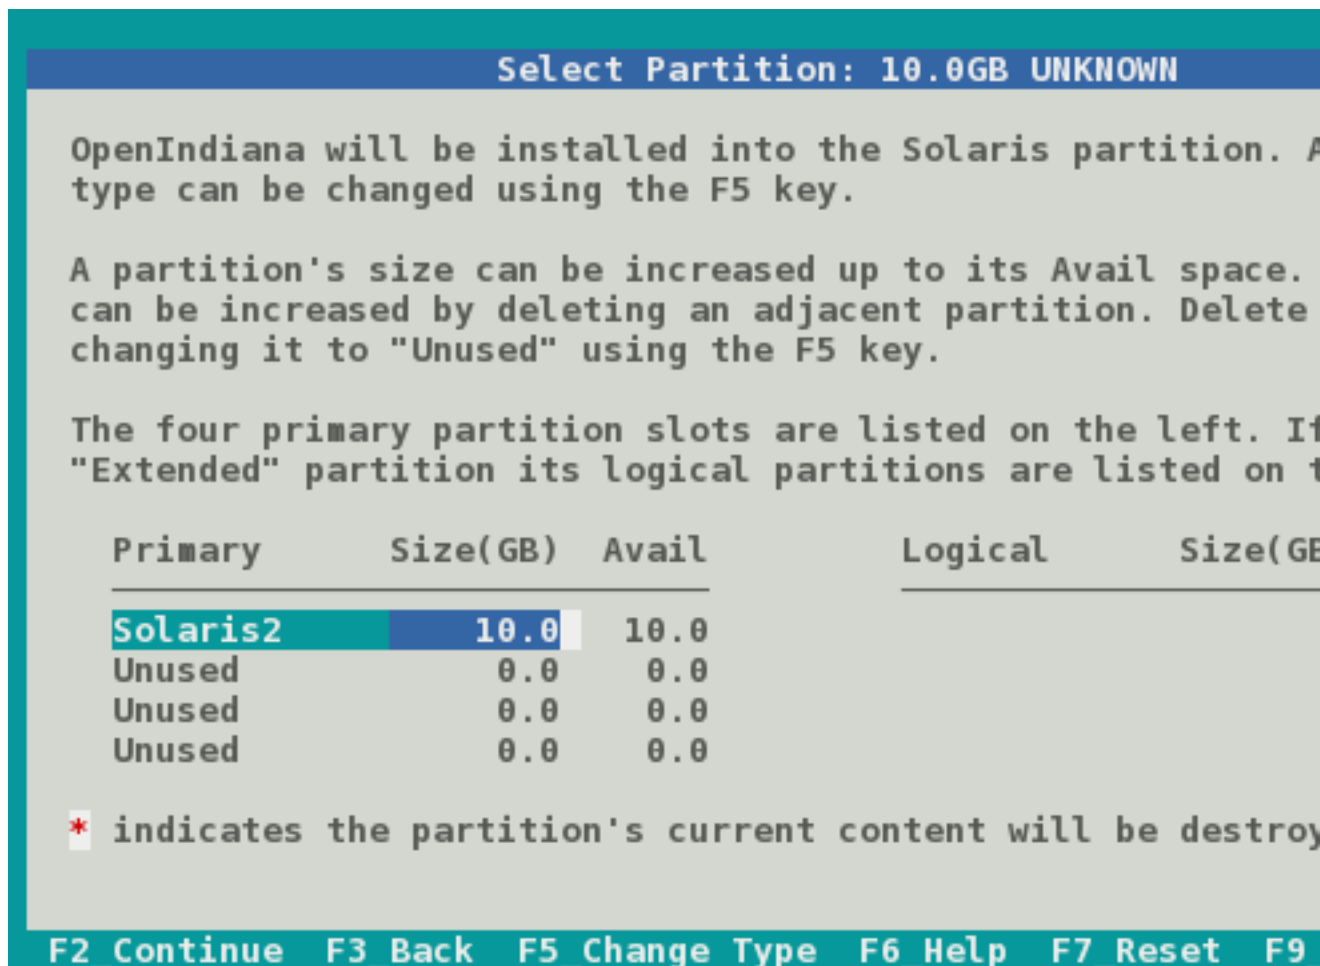 Select Partition: 10.0GB UNKNOWN
OpenIndiana will be installed into the Solaris partition. A
type can be changed using the F5 key.
A partition's size can be increased up to its Avail space.
can be increased by deleting an adjacent partition. Delete
changing it to "Unused" using the F5 key.
The four primary partition slots are listed on the left. If
"Extended" partition its logical partitions are listed on t
Primary Size(GB) Avail Logical Size(GB
Solaris2 10.0 10.0
Unused 0.0 0.0
Unused 0.0 0.0
Unused 0.0 0.0
* indicates the partition's current content will be destroy
F2 Continue F3 Back F5 Change Type F6 Help F7 Reset F9